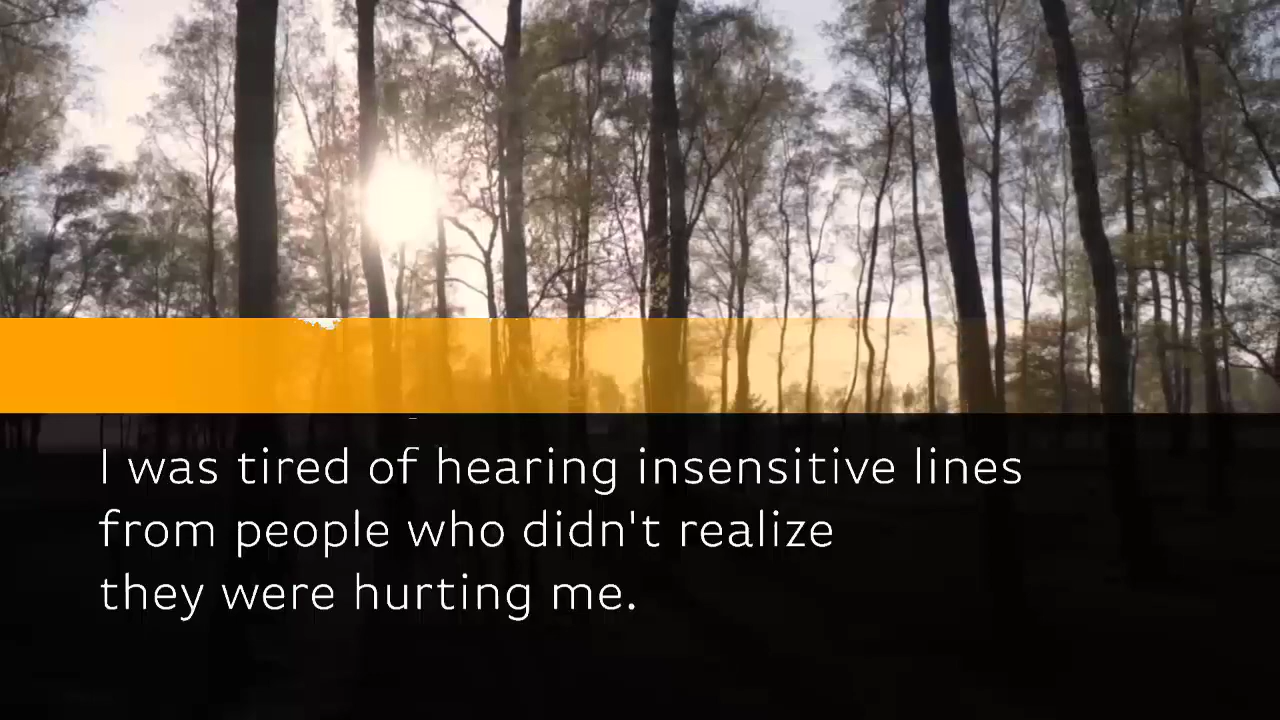 I was tired of hearing insensitive lines
from people who didn't realize
they were hurting me.